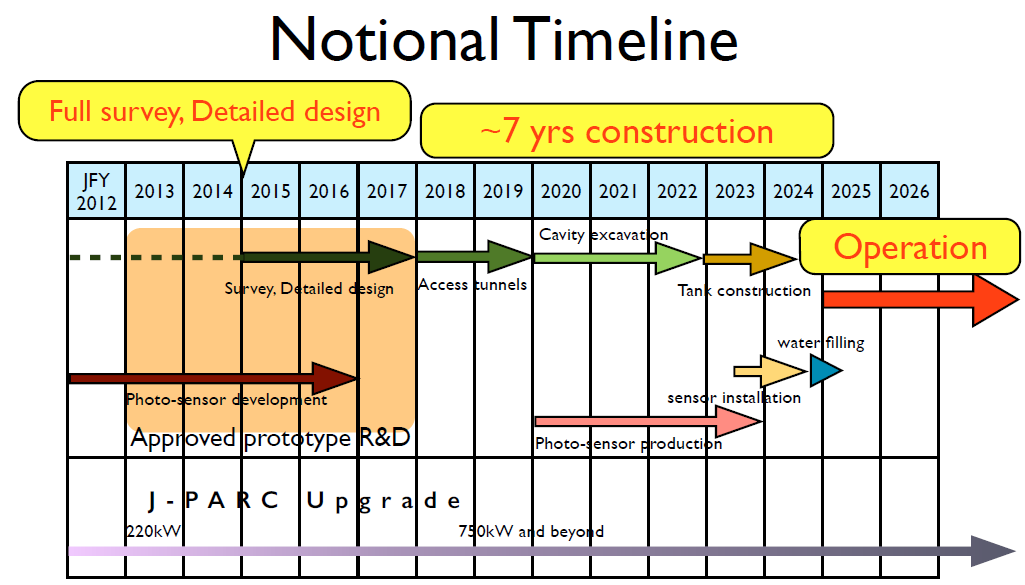 Notional Timeline
Full survey, Detailed design
~7 yrs construction
JFY 2012
2013
2014
2015
2016
2017
2018
2019
2020
2021
2022
2023
2024
2025
2026
Cavity excavation
Operation
Survey, Detailed design
Access tunnels
Tank construction
water filling
Photo-sensor development
sensor installation
Approved prototype R&D
Photo-sensor production
J-PARC Upgrade
220kW
750kW and beyond